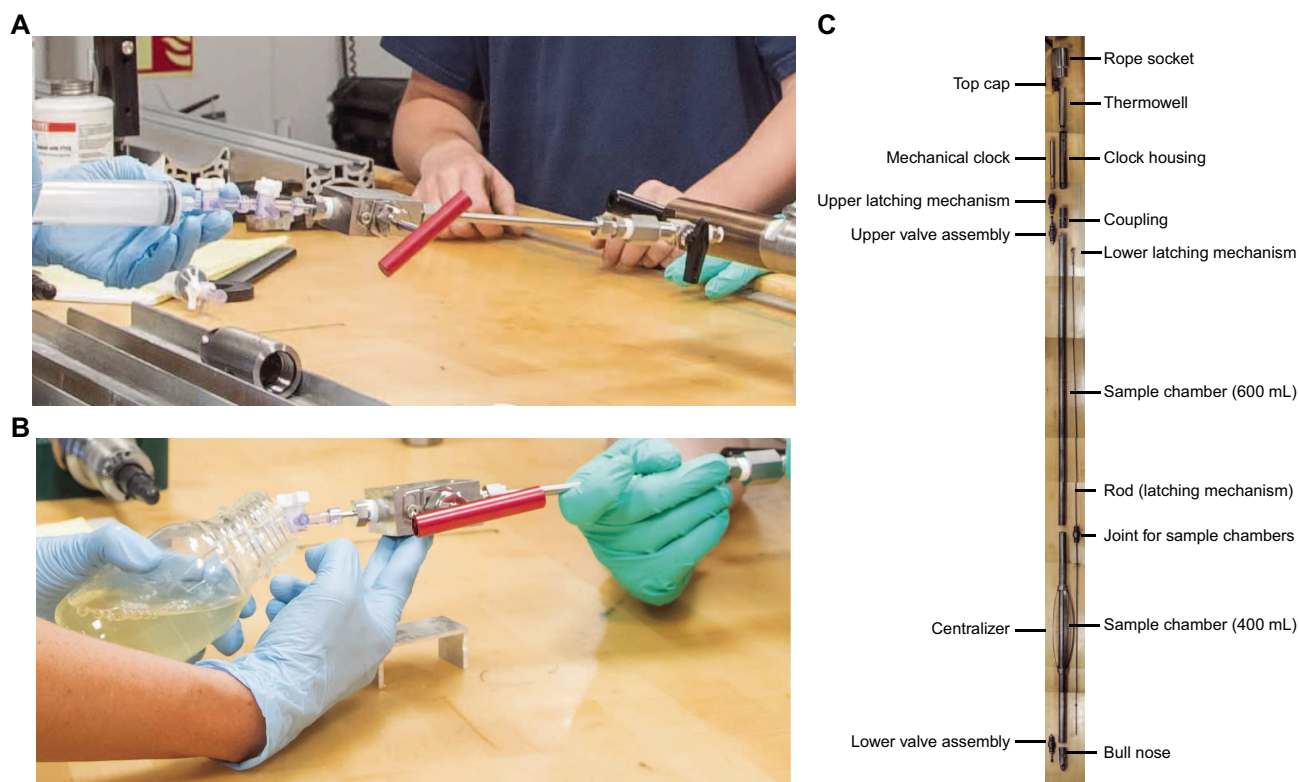 A
B
C
Rope socket
Top cap
Thermowell
Mechanical clock
Clock housing
Upper latching mechanism
Coupling
Upper valve assembly
Lower latching mechanism
Sample chamber (600 mL)
Rod (latching mechanism)
Joint for sample chambers
Centralizer
Sample chamber (400 mL)
Lower valve assembly
Bull nose